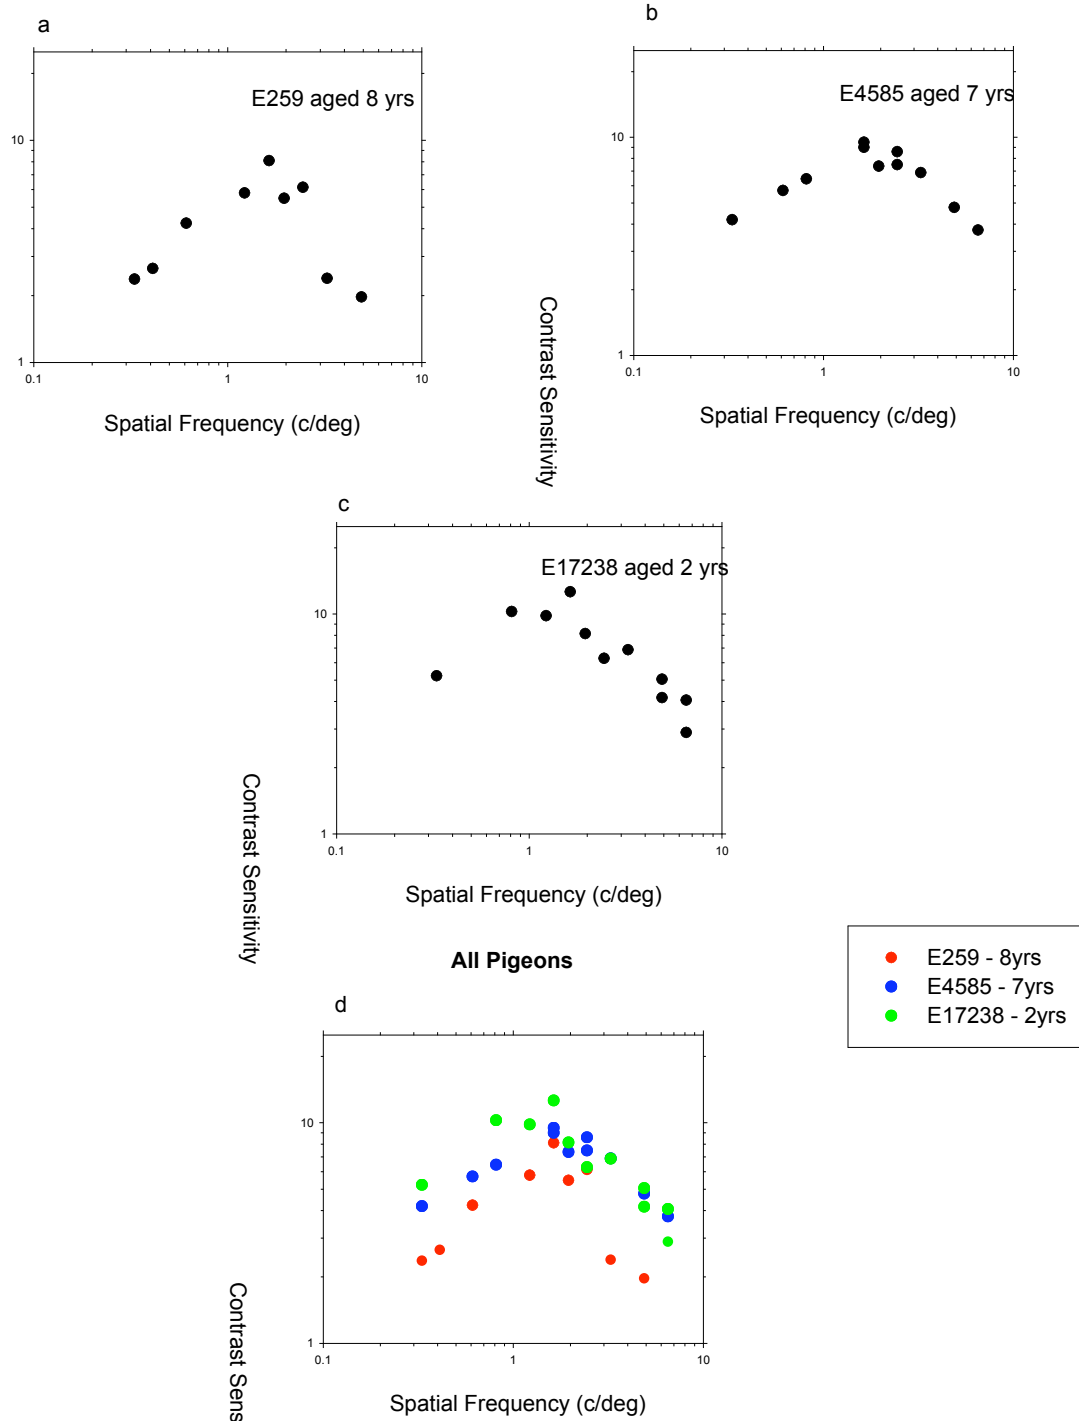 a
E259 aged 8 yrs
10
1
0.1
1
10
Spatial Frequency (c/deg)
b
E4585 aged 7 yrs
10
1
0.1
1
10
Contrast Sensitivity
Spatial Frequency (c/deg)
c
E17238 aged 2 yrs
10
1
0.1
1
10
Contrast Sensitivity
Spatial Frequency (c/deg)
All Pigeons
E259 - 8yrs
E4585 - 7yrs
E17238 - 2yrs
d
10
1
0.1
1
10
Contrast Sens
Spatial Frequency (c/deg)